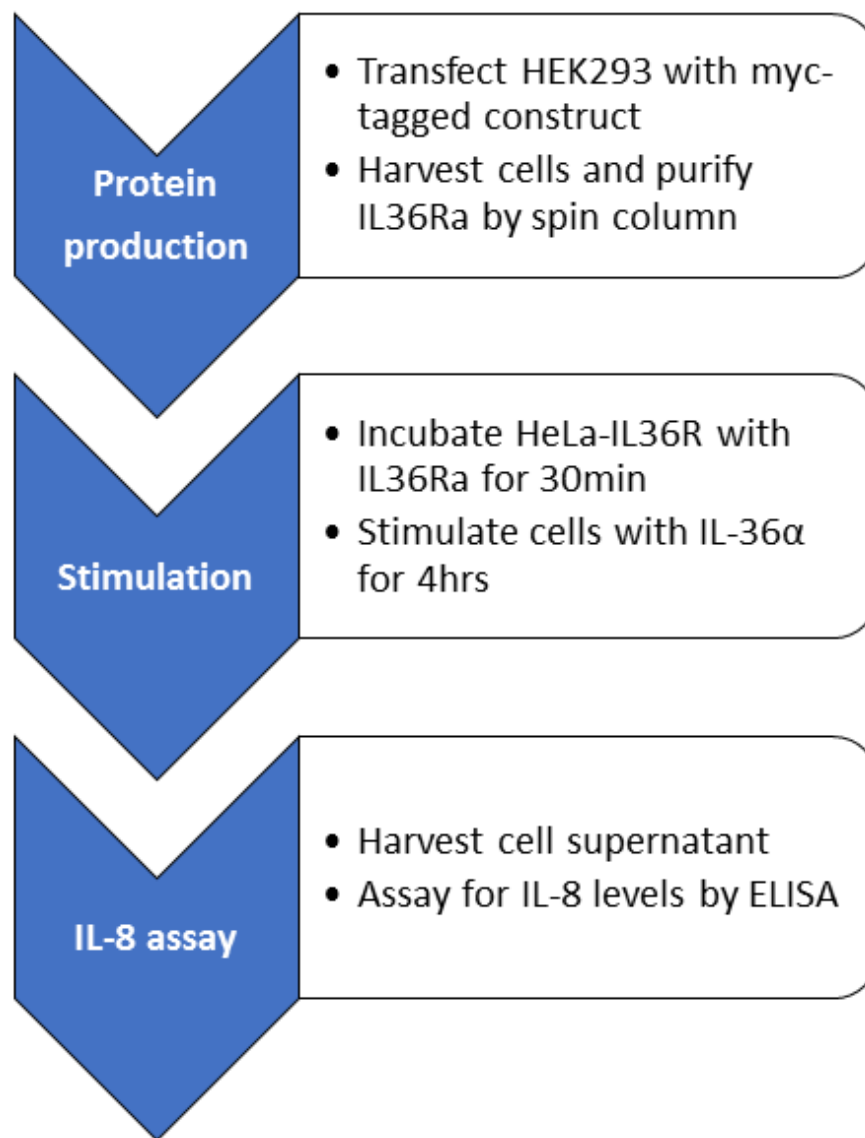 Protein
production
• Transfect HEK293 with myc-
tagged construct
• Harvest cells and purify
IL36Ra by spin column
Stimulation
• Incubate HeLa-IL36R with
IL36Ra for 30min
• Stimulate cells with IL-36α
for 4hrs
IL-8 assay
• Harvest cell supernatant
• Assay for IL-8 levels by ELISA